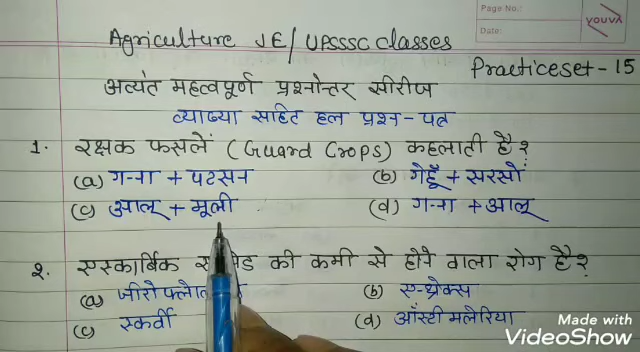 Page No.:
Date:
YOUVA
Agriculture JE/UPSSSC classes
Practice set - 15
अत्यंत महत्वपूर्ण प्रश्नोत्तर सीरीज
व्याख्या सहित हल प्रश्न-पत्र
1. रक्षक फसलें (Guard Crops) कहलाती है?
(a) गन्ना + पटसन (b) गेहूँ + सरसों
(c) आलू + मूली (d) गन्ना + आलू
2. एस्कार्बिक की कमी से होने वाला रोग है?
(a) (b) एन्थ्रेक्स
(c) स्कर्वी (d) ऑस्टी मलेरिया
Made with
VideoShow